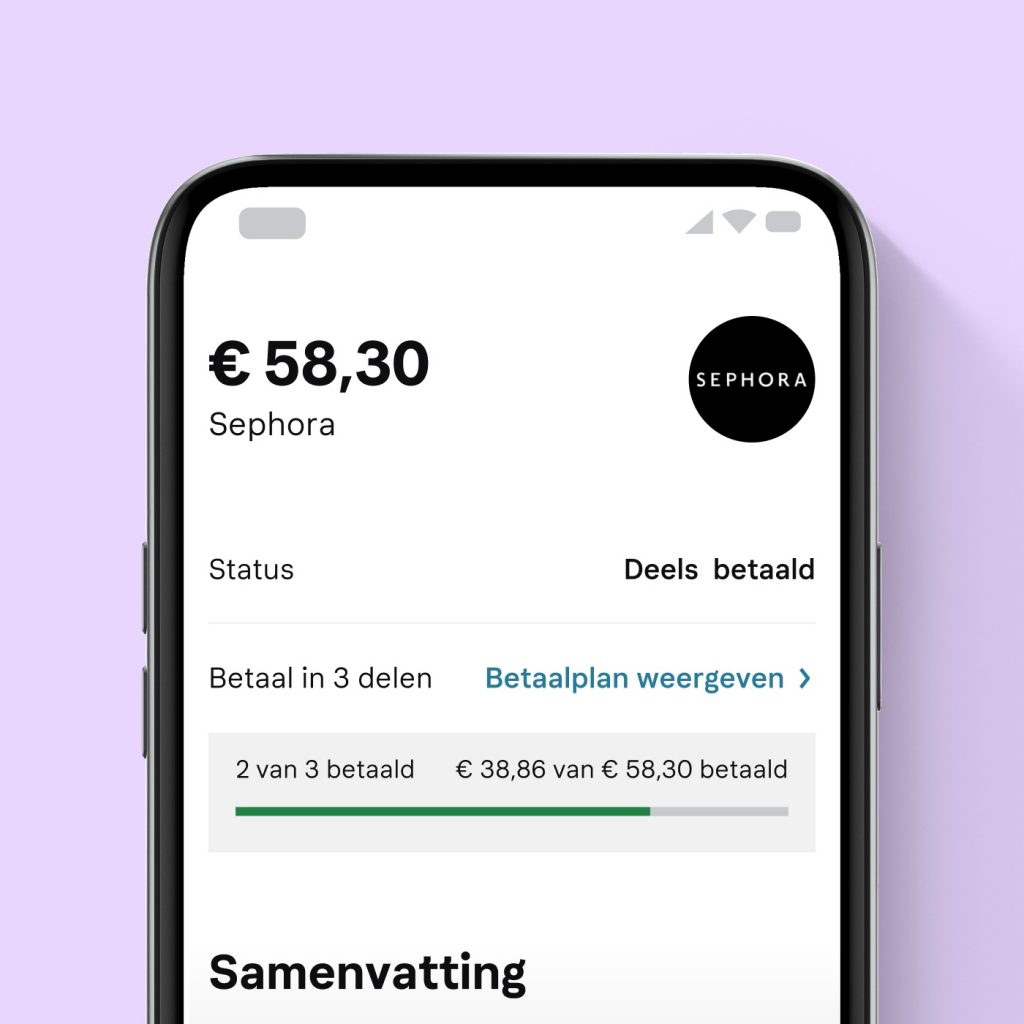 € 58,30
SEPHORA
Sephora
Status Deels betaald
Betaal in 3 delen Betaalplan weergeven >
2 van 3 betaald € 38,86 van € 58,30 betaald
Samenvatting